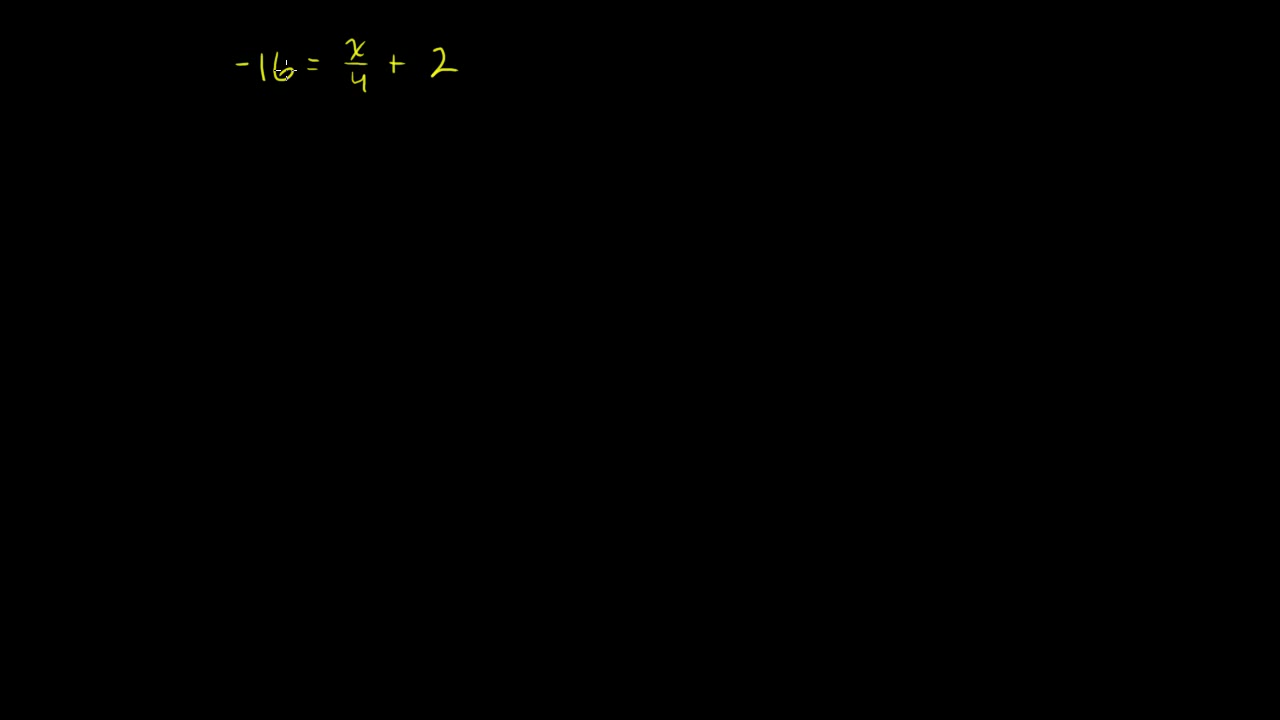 -16 = x/4 + 2